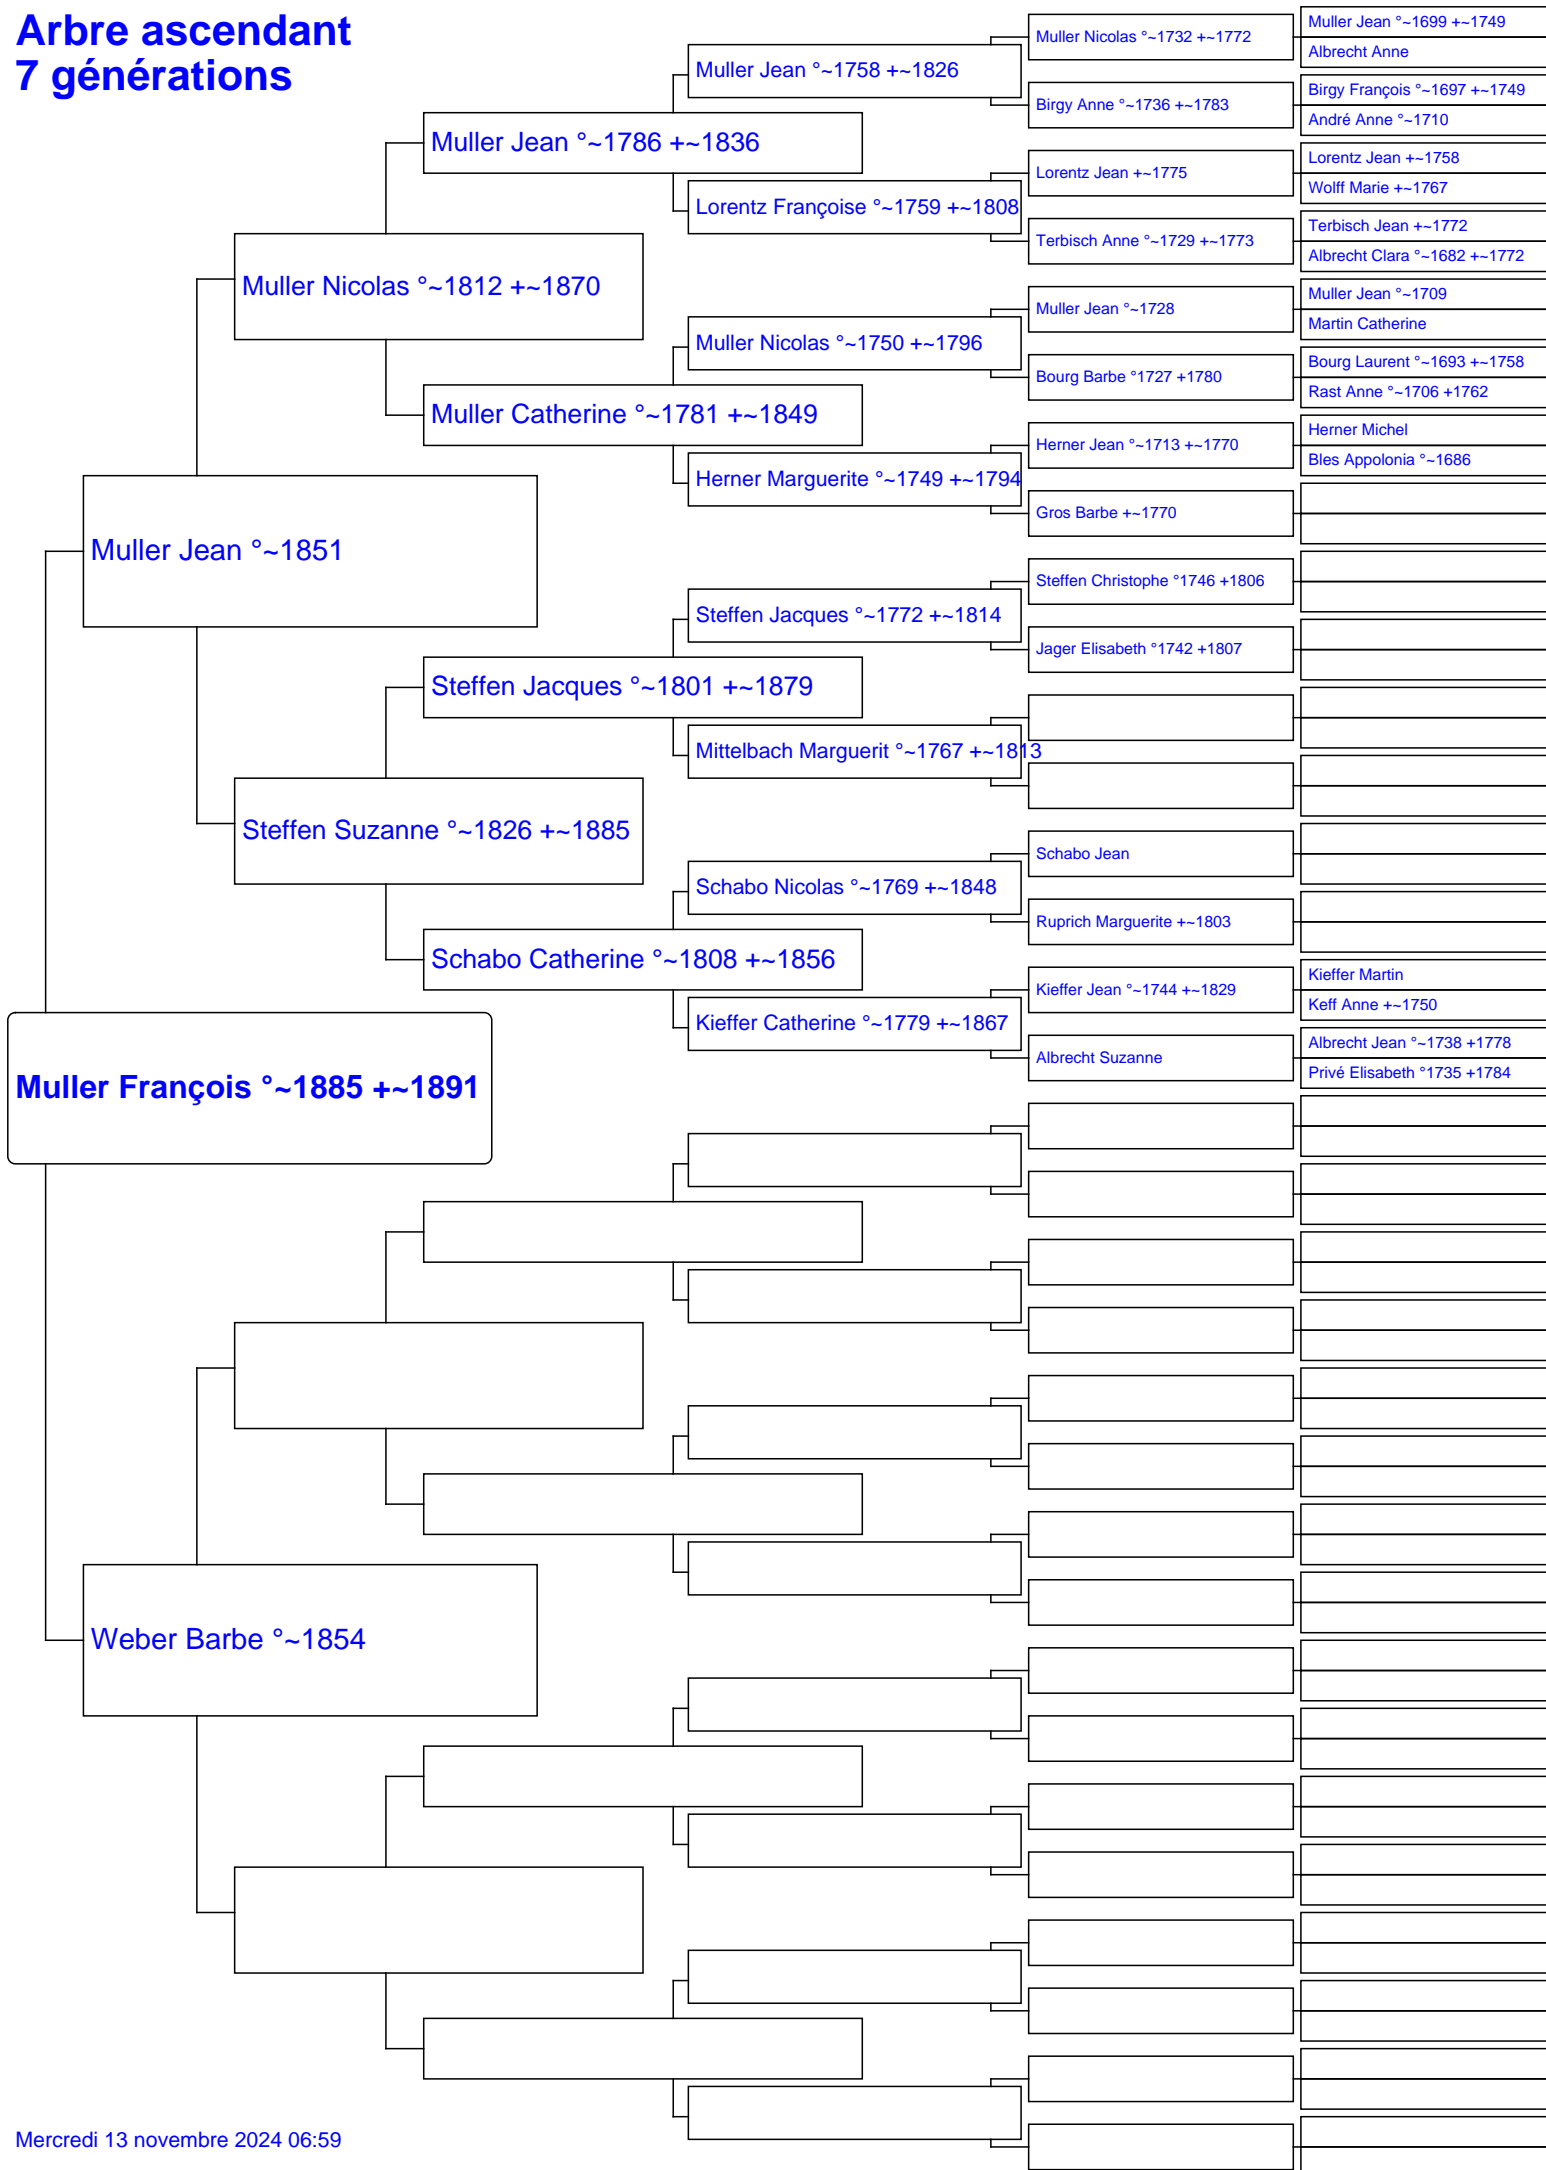 Arbre ascendant
7 générations
Muller François °~1885 +~1891
Muller Jean °~1851
Weber Barbe °~1854
Muller Nicolas °~1812 +~1870
Steffen Suzanne °~1826 +~1885
Muller Jean °~1786 +~1836
Muller Catherine °~1781 +~1849
Steffen Jacques °~1801 +~1879
Schabo Catherine °~1808 +~1856
Muller Jean °~1758 +~1826
Lorentz Françoise °~1759 +~1808
Muller Nicolas °~1750 +~1796
Herner Marguerite °~1749 +~1794
Steffen Jacques °~1772 +~1814
Mittelbach Marguerit °~1767 +~1813
Schabo Nicolas °~1769 +~1848
Kieffer Catherine °~1779 +~1867
Muller Nicolas °~1732 +~1772
Birgy Anne °~1736 +~1783
Lorentz Jean +~1775
Terbisch Anne °~1729 +~1773
Muller Jean °~1728
Bourg Barbe °1727 +1780
Herner Jean °~1713 +~1770
Gros Barbe +~1770
Steffen Christophe °1746 +1806
Jager Elisabeth °1742 +1807
Schabo Jean
Ruprich Marguerite +~1803
Kieffer Jean °~1744 +~1829
Albrecht Suzanne
Muller Jean °~1699 +~1749
Albrecht Anne
Birgy François °~1697 +~1749
André Anne °~1710
Lorentz Jean +~1758
Wolff Marie +~1767
Terbisch Jean +~1772
Albrecht Clara °~1682 +~1772
Muller Jean °~1709
Martin Catherine
Bourg Laurent °~1693 +~1758
Rast Anne °~1706 +1762
Herner Michel
Bles Appolonia °~1686
Kieffer Martin
Keff Anne +~1750
Albrecht Jean °~1738 +1778
Privé Elisabeth °1735 +1784
Mercredi 13 novembre 2024 06:59